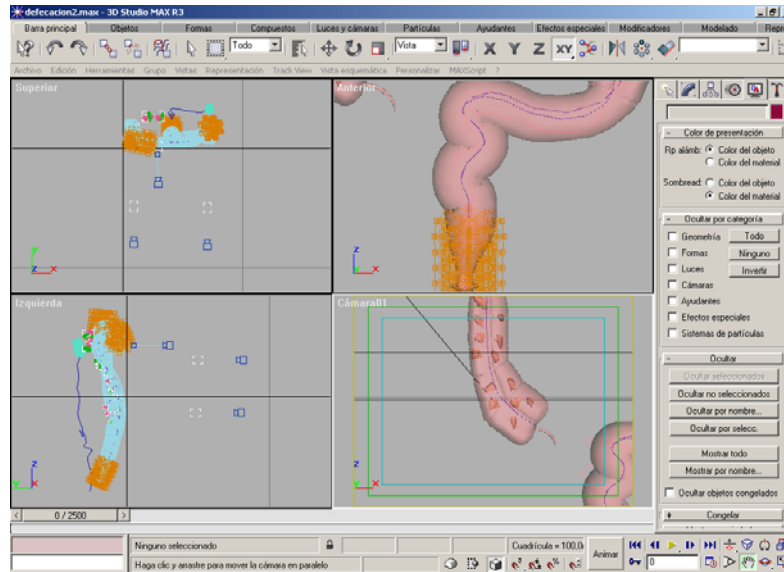 defecacion2.max - 3D Studio MAX R3
Barra principal Objetos Formas Compuestos Luces y cámaras Partículas Ayudantes Efectos especiales Modificadores Modelado
Todo Vista X Y Z XY
Archivo Edición Herramientas Grupo Vistas Representación Track View Vista esquemática Personalizar MAXScript ?
Superior
Anterior
Izquierda
Cámara01
- Color de presentación
Rp alámb: Color del objeto
Color del material
Sombread: Color del objeto
Color del material
- Ocultar por categoría
Geometría Todo
Formas Ninguno
Luces Invertir
Cámaras
Ayudantes
Efectos especiales
Sistemas de partículas
- Ocultar
Ocultar seleccionados
Ocultar no seleccionados
Ocultar por nombre...
Ocultar por selecc.
Mostrar todo
Mostrar por nombre...
Ocultar objetos congelados
+ Congelar
< 0 / 2500 >
Ninguno seleccionado Cuadrícula = 100,0 Animar
Haga clic y arrastre para mover la cámara en paralelo 0